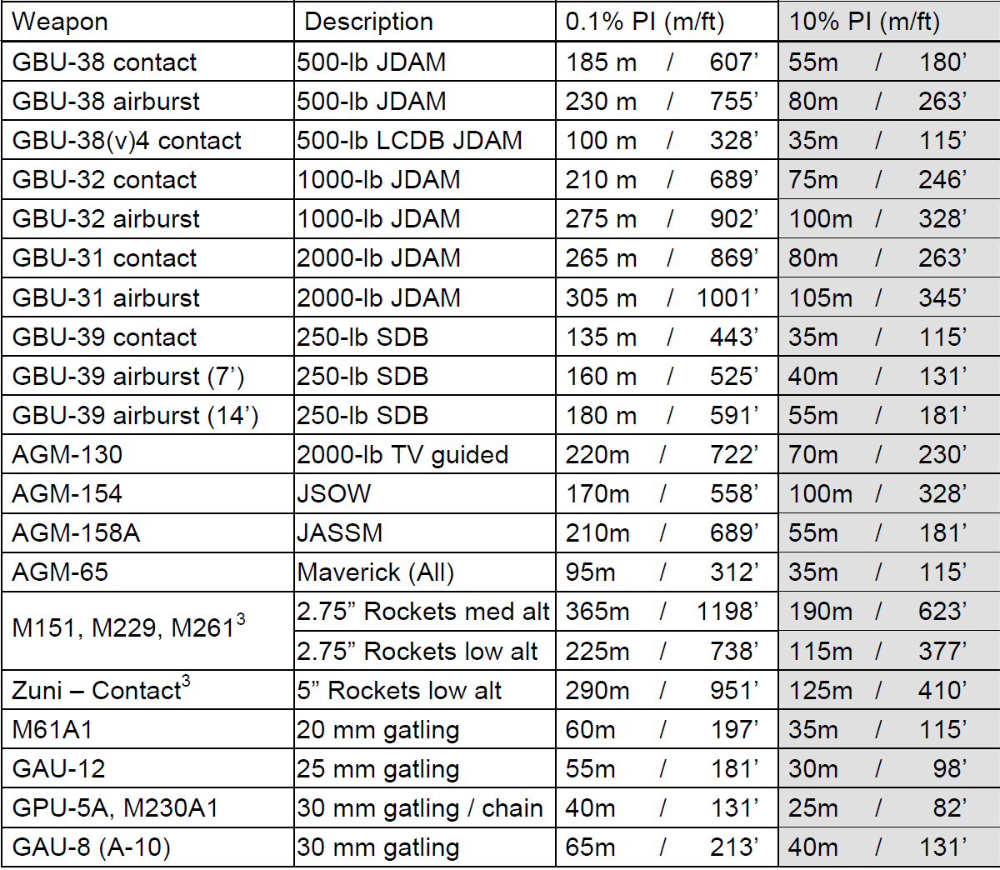 Weapon Description 0.1% PI (m/ft) 10% PI (m/ft)
GBU-38 contact 500-lb JDAM 185 m / 607’ 55m / 180’
GBU-38 airburst 500-lb JDAM 230 m / 755’ 80m / 263’
GBU-38(v)4 contact 500-lb LCDB JDAM 100 m / 328’ 35m / 115’
GBU-32 contact 1000-lb JDAM 210 m / 689’ 75m / 246’
GBU-32 airburst 1000-lb JDAM 275 m / 902’ 100m / 328’
GBU-31 contact 2000-lb JDAM 265 m / 869’ 80m / 263’
GBU-31 airburst 2000-lb JDAM 305 m / 1001’ 105m / 345’
GBU-39 contact 250-lb SDB 135 m / 443’ 35m / 115’
GBU-39 airburst (7’) 250-lb SDB 160 m / 525’ 40m / 131’
GBU-39 airburst (14’) 250-lb SDB 180 m / 591’ 55m / 181’
AGM-130 2000-lb TV guided 220m / 722’ 70m / 230’
AGM-154 JSOW 170m / 558’ 100m / 328’
AGM-158A JASSM 210m / 689’ 55m / 181’
AGM-65 Maverick (All) 95m / 312’ 35m / 115’
M151, M229, M261³ 2.75” Rockets med alt 365m / 1198’ 190m / 623’
2.75” Rockets low alt 225m / 738’ 115m / 377’
Zuni – Contact³ 5” Rockets low alt 290m / 951’ 125m / 410’
M61A1 20 mm gatling 60m / 197’ 35m / 115’
GAU-12 25 mm gatling 55m / 181’ 30m / 98’
GPU-5A, M230A1 30 mm gatling / chain 40m / 131’ 25m / 82’
GAU-8 (A-10) 30 mm gatling 65m / 213’ 40m / 131’